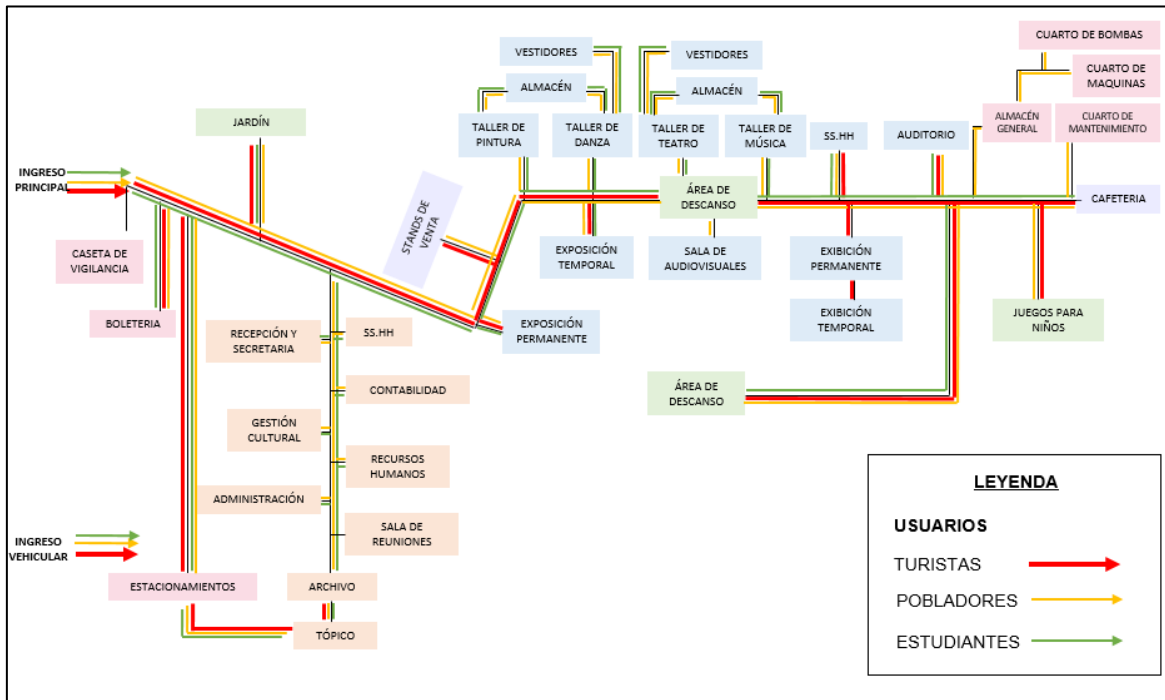 CUARTO DE BOMBAS
VESTIDORES
VESTIDORES
CUARTO DE
MAQUINAS
ALMACÉN
ALMACÉN
JARDÍN
TALLER DE
PINTURA
TALLER DE
DANZA
TALLER DE
TEATRO
TALLER DE
MÚSICA
SS.HH
AUDITORIO
ALMACÉN
GENERAL
CUARTO DE
MANTENIMIENTO
INGRESO
PRINCIPAL
ÁREA DE
DESCANSO
CAFETERIA
STANDS DE
VENTA
CASETA DE
VIGILANCIA
EXPOSICIÓN
TEMPORAL
SALA DE
AUDIOVISUALES
EXIBICIÓN
PERMANENTE
BOLETERIA
EXIBICIÓN
TEMPORAL
JUEGOS PARA
NIÑOS
RECEPCIÓN Y
SECRETARIA
SS.HH
EXPOSICIÓN
PERMANENTE
CONTABILIDAD
ÁREA DE
DESCANSO
GESTIÓN
CULTURAL
RECURSOS
HUMANOS
ADMINISTRACIÓN
SALA DE
REUNIONES
INGRESO
VEHICULAR
ESTACIONAMIENTOS
ARCHIVO
TÓPICO
LEYENDA
USUARIOS
TURISTAS
POBLADORES
ESTUDIANTES